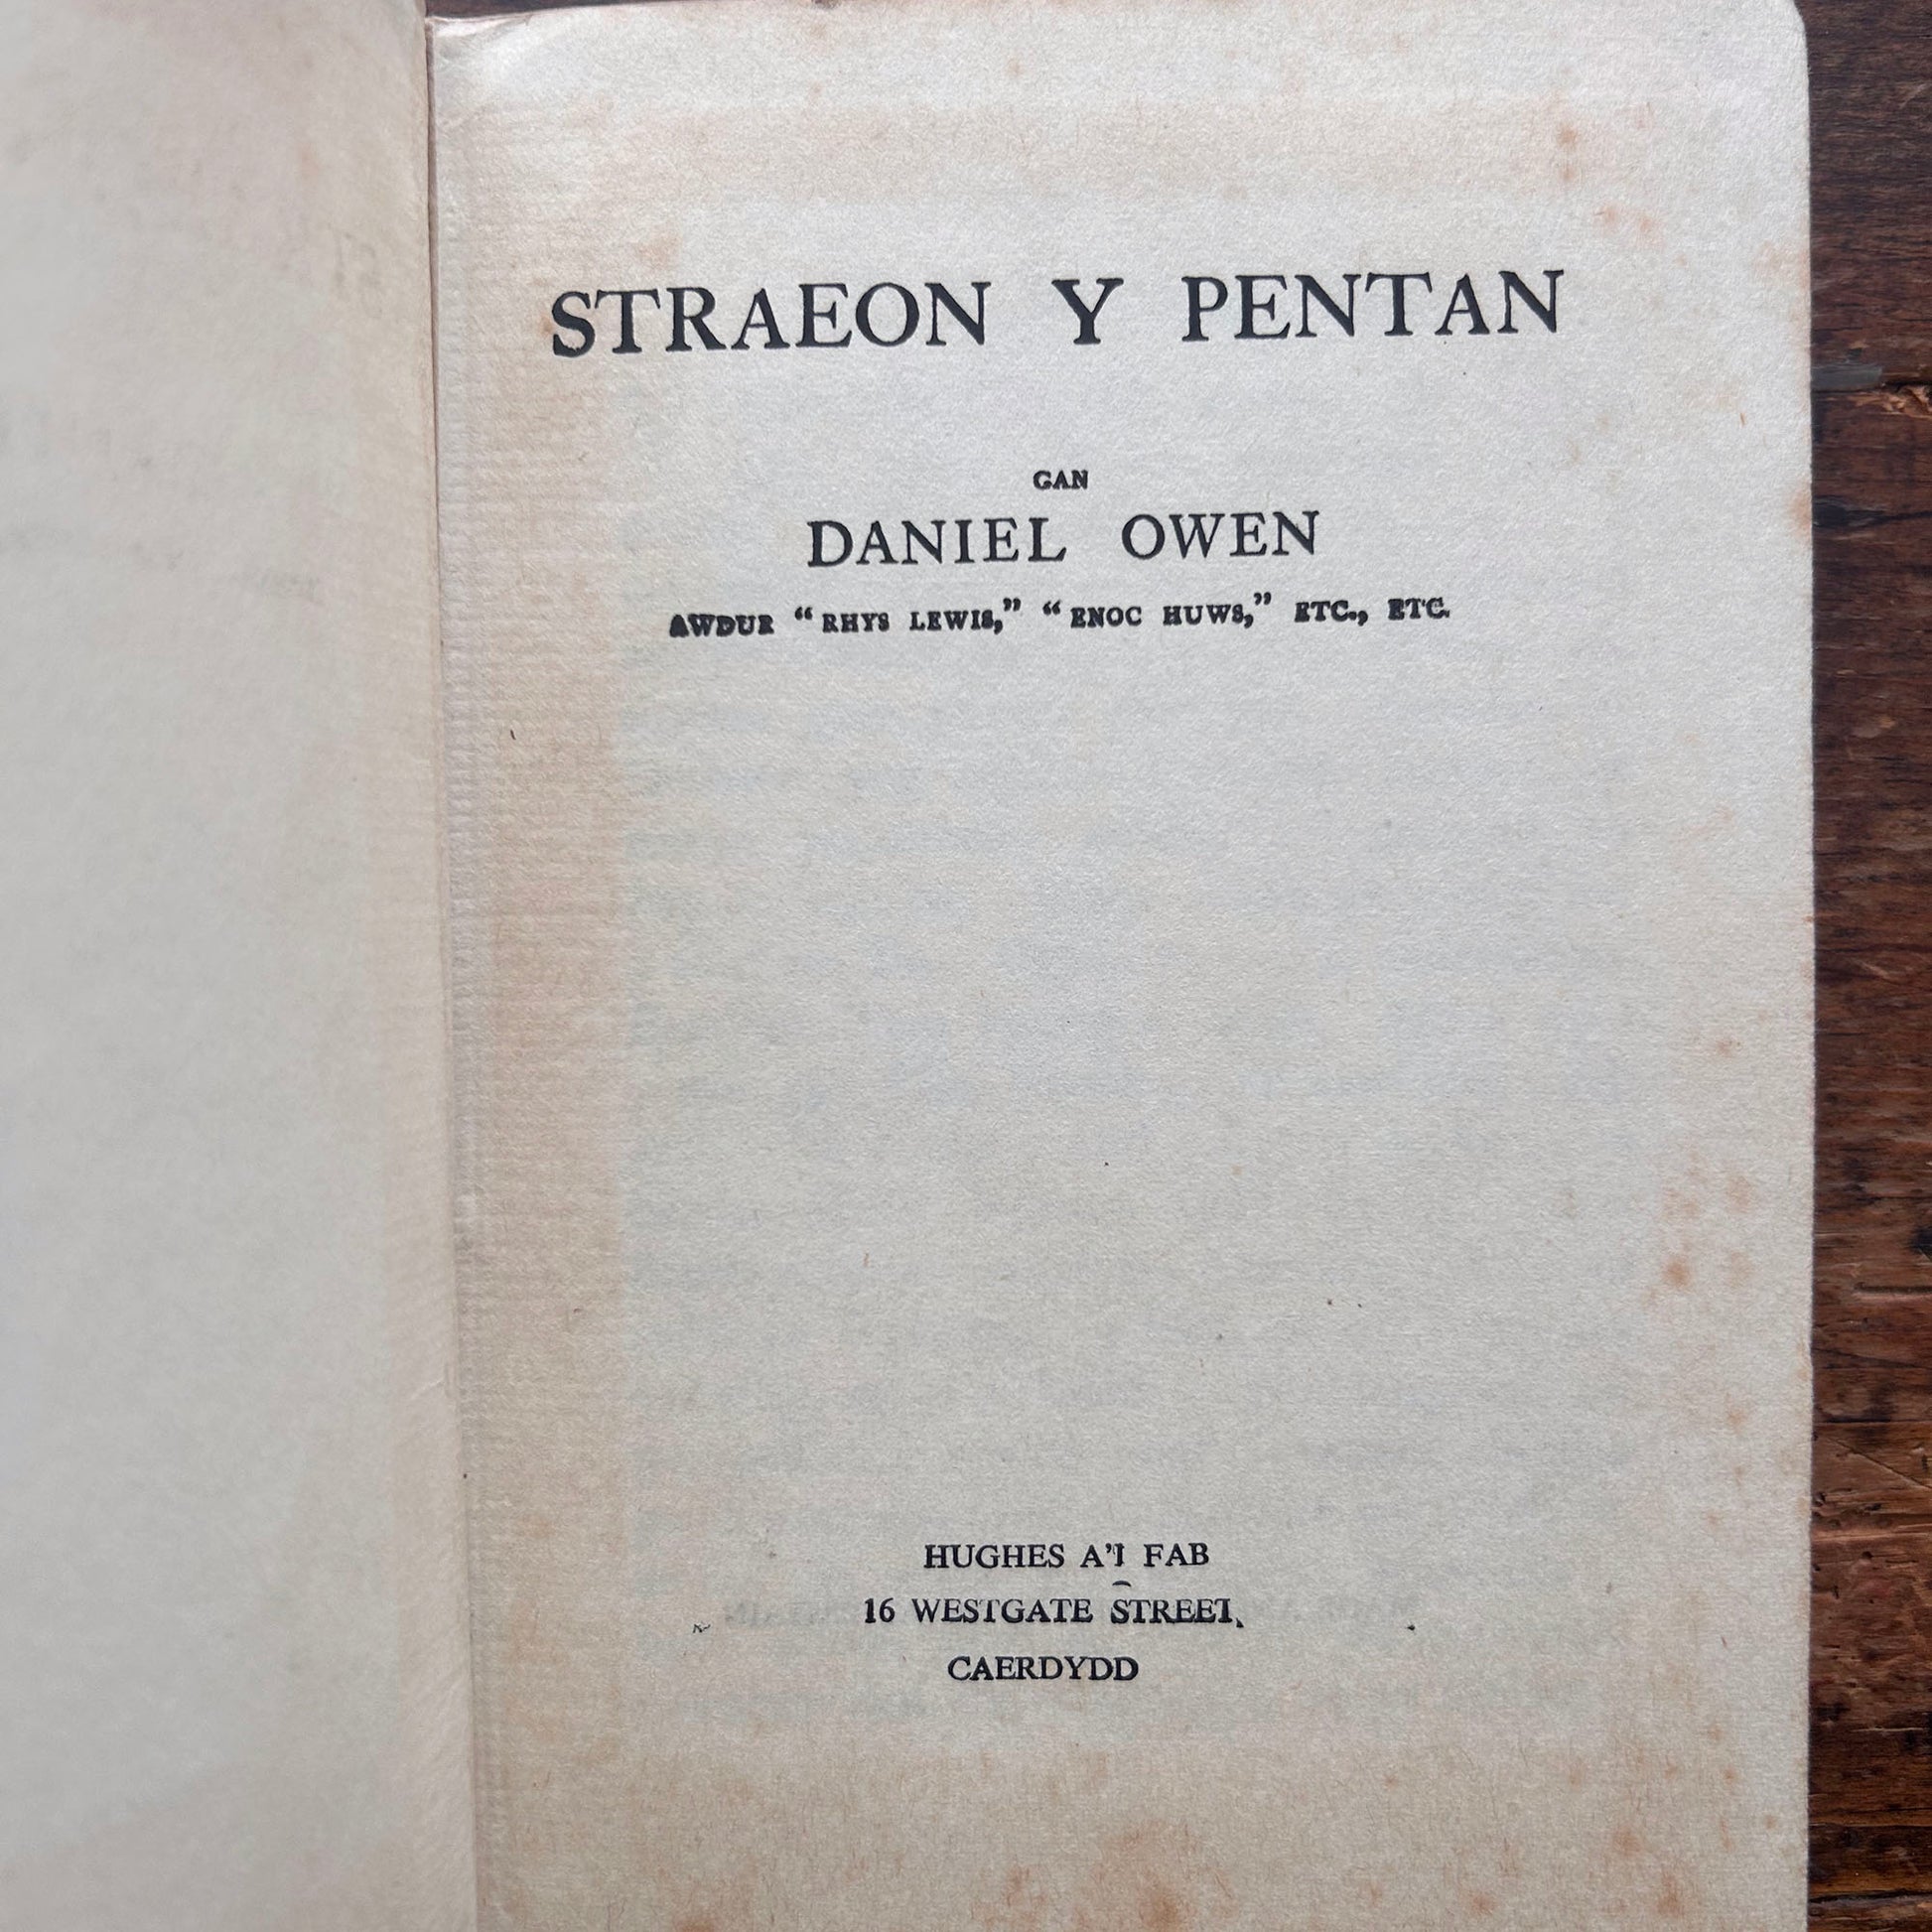 STRAEON Y PENTAN
GAN
DANIEL OWEN
AWDUR "RHYS LEWIS," "ENOC HUWS," ETC., ETC.
HUGHES A'I FAB
16 WESTGATE STREET,
CAERDYDD